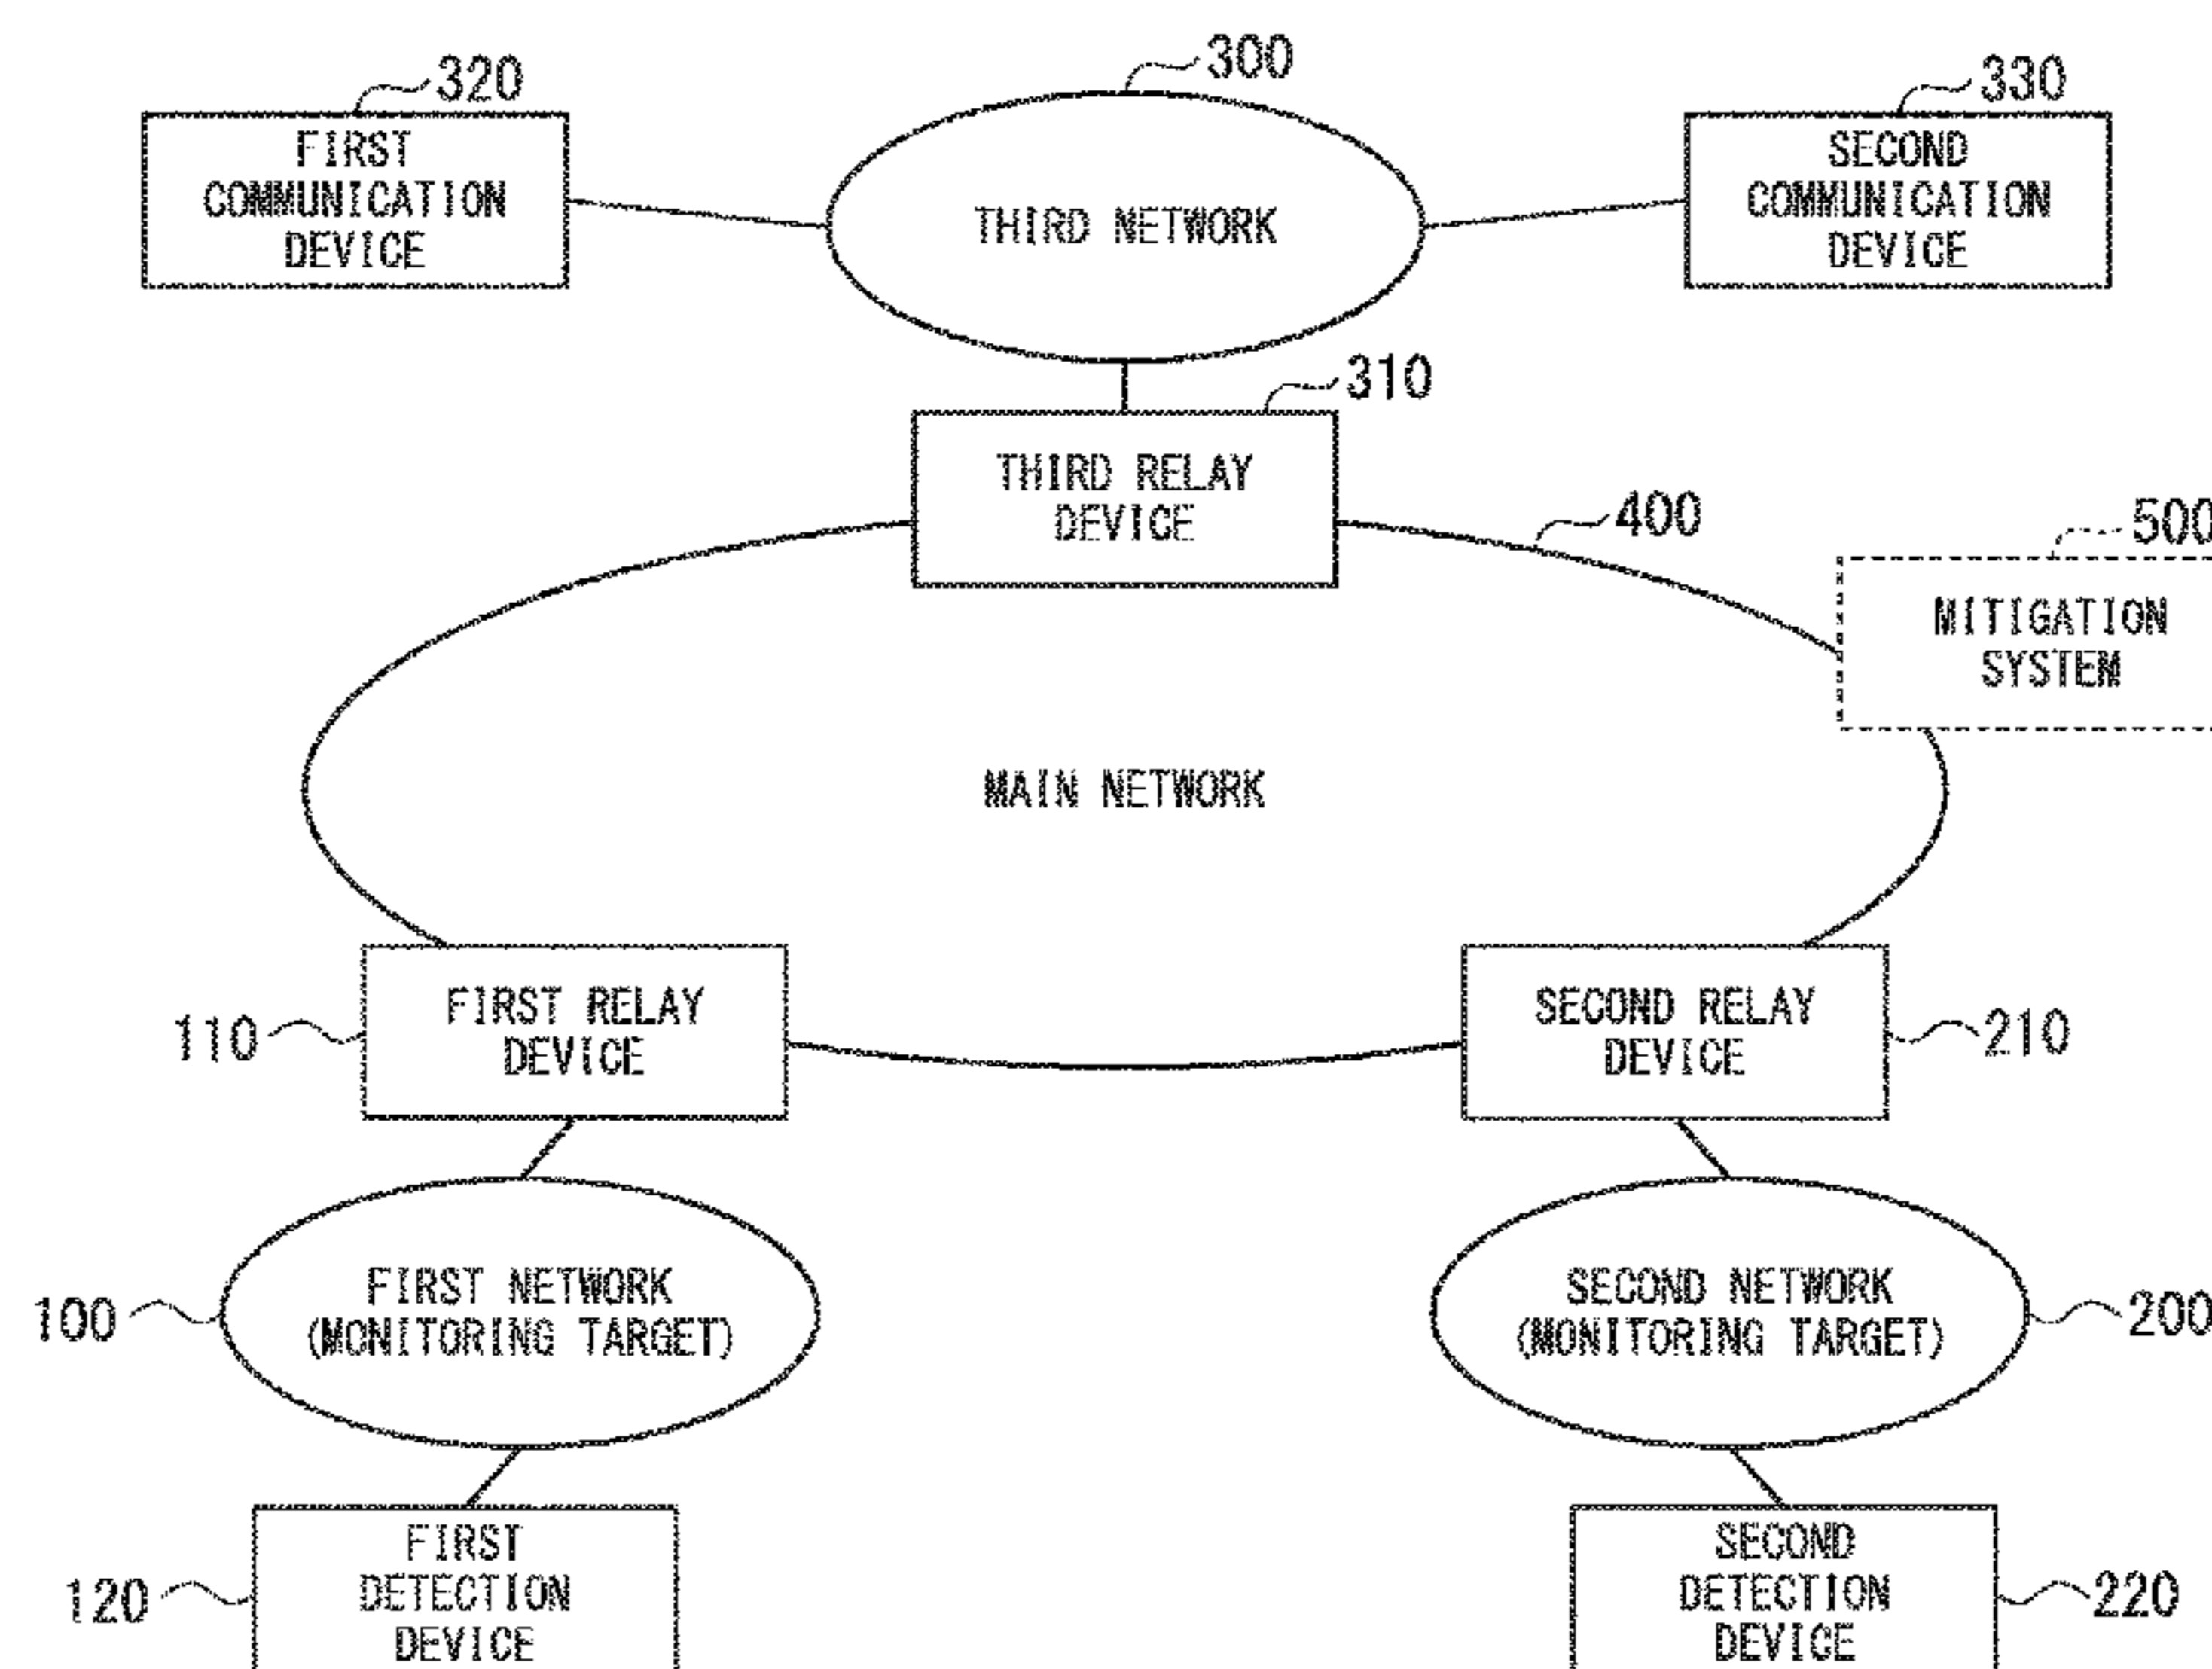 300
320
330
FIRST
COMMUNICATION
DEVICE
THIRD NETWORK
SECOND
COMMUNICATION
DEVICE
310
THIRD RELAY
DEVICE
400
500
MITIGATION
SYSTEM
MAIN NETWORK
110
FIRST RELAY
DEVICE
SECOND RELAY
DEVICE
210
100
FIRST NETWORK
(MONITORING TARGET)
SECOND NETWORK
(MONITORING TARGET)
200
120
FIRST
DETECTION
DEVICE
SECOND
DETECTION
DEVICE
220